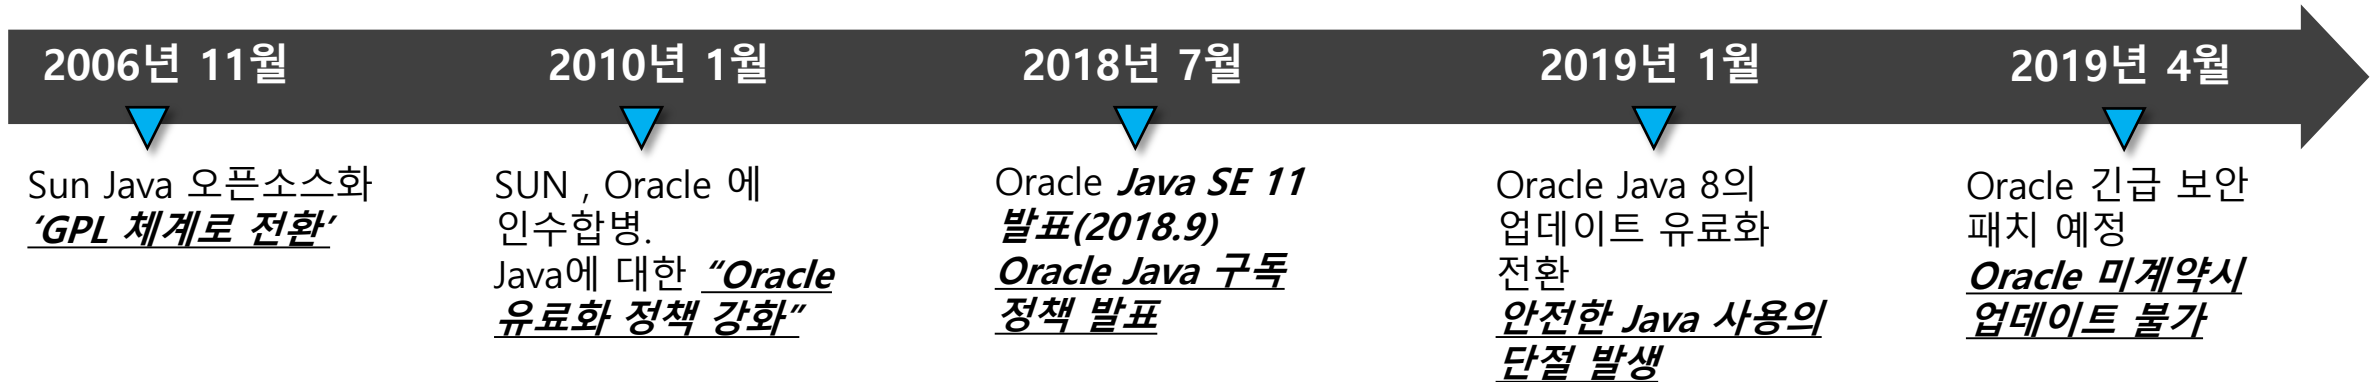 2006년 11월
2010년 1월
2018년 7월
2019년 1월
2019년 4월
Sun Java 오픈소스화
‘GPL 체계로 전환’
SUN , Oracle 에
인수합병.
Java에 대한 “Oracle
유료화 정책 강화”
Oracle Java SE 11
발표(2018.9)
Oracle Java 구독
정책 발표
Oracle Java 8의
업데이트 유료화
전환
안전한 Java 사용의
단절 발생
Oracle 긴급 보안
패치 예정
Oracle 미계약시
업데이트 불가